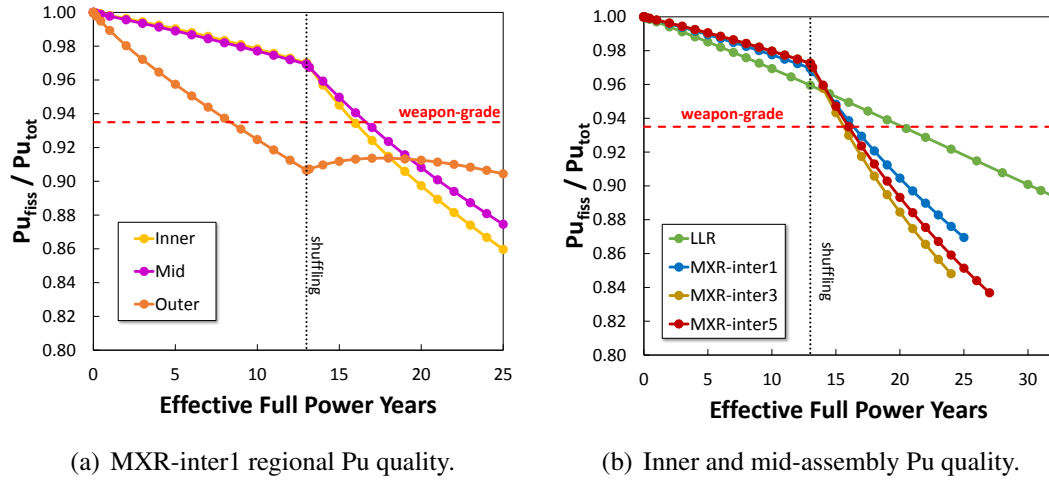 1.00
0.98
0.96
0.94
0.92
0.90
0.88
0.86
0.84
0.82
0.80
Pu_fiss / Pu_tot
weapon-grade
Inner
Mid
Outer
shuffling
0 5 10 15 20 25
Effective Full Power Years
(a) MXR-inter1 regional Pu quality.
1.00
0.98
0.96
0.94
0.92
0.90
0.88
0.86
0.84
0.82
0.80
Pu_fiss / Pu_tot
weapon-grade
LLR
MXR-inter1
MXR-inter3
MXR-inter5
shuffling
0 5 10 15 20 25 30
Effective Full Power Years
(b) Inner and mid-assembly Pu quality.